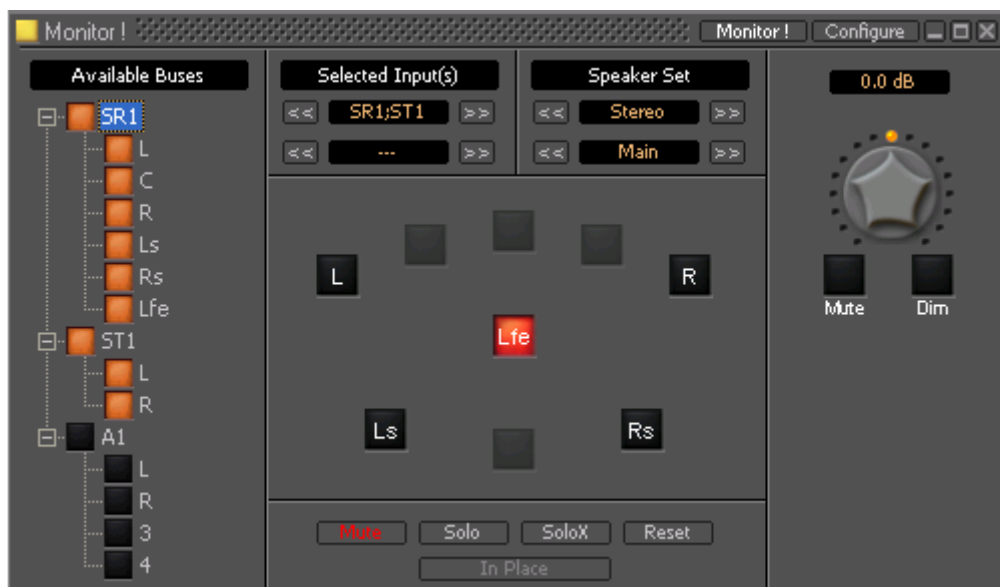 Monitor !
Monitor ! Configure
Available Buses
SR1
L
C
R
Ls
Rs
Lfe
ST1
L
R
A1
L
R
3
4
Selected Input(s)
<< SR1;ST1 >>
<< --- >>
Speaker Set
<< Stereo >>
<< Main >>
L
R
Lfe
Ls
Rs
Mute Solo SoloX Reset
In Place
0.0 dB
Mute Dim